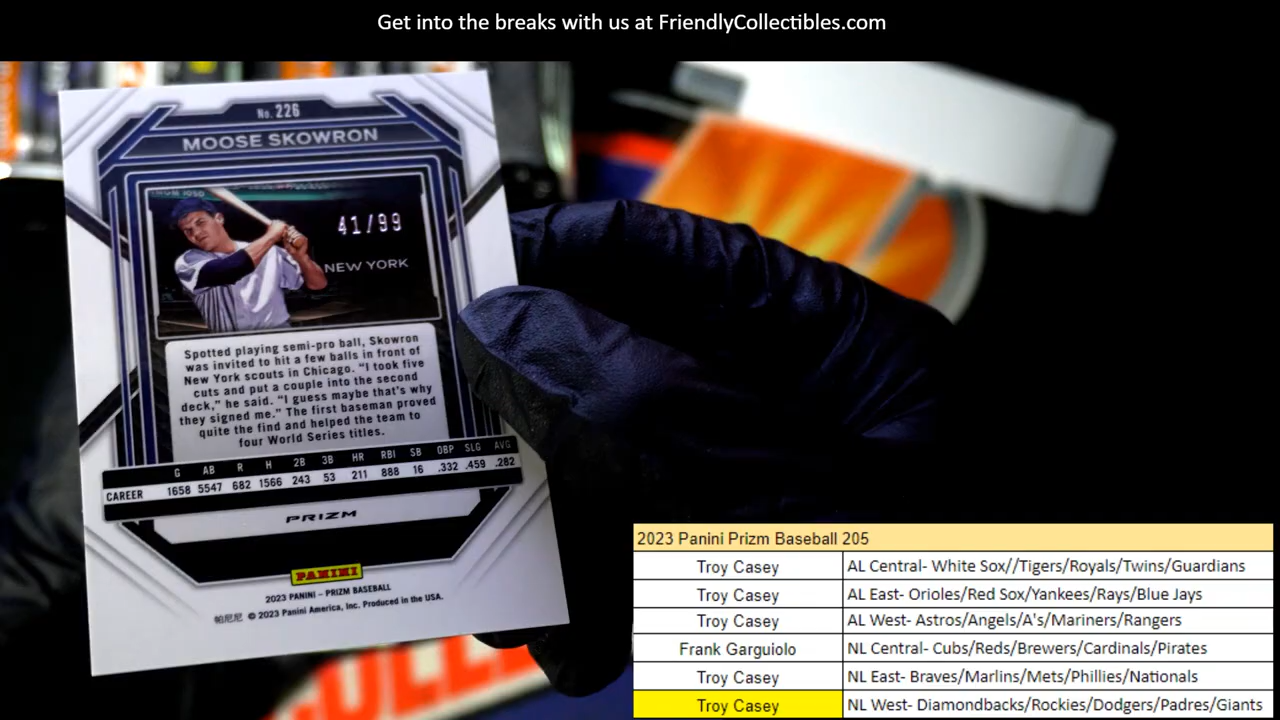 Get into the breaks with us at FriendlyCollectibles.com
No. 226
MOOSE SKOWRON
41/99
NEW YORK
Spotted playing semi-pro ball, Skowron
was invited to hit a few balls in front of
New York scouts in Chicago. "I took five
cuts and put a couple into the second
deck," he said. "I guess maybe that's why
they signed me." The first baseman proved
quite the find and helped the team to
four World Series titles.
G AB R H 2B 3B HR RBI SB OBP SLG AVG
CAREER 1658 5547 682 1566 243 53 211 888 16 .332 .459 .282
PRIZM
PANINI
2023 PANINI – PRIZM BASEBALL
帕尼尼 © 2023 Panini America, Inc. Produced in the USA.
2023 Panini Prizm Baseball 205
Troy Casey AL Central- White Sox//Tigers/Royals/Twins/Guardians
Troy Casey AL East- Orioles/Red Sox/Yankees/Rays/Blue Jays
Troy Casey AL West- Astros/Angels/A's/Mariners/Rangers
Frank Garguiolo NL Central- Cubs/Reds/Brewers/Cardinals/Pirates
Troy Casey NL East- Braves/Marlins/Mets/Phillies/Nationals
Troy Casey NL West- Diamondbacks/Rockies/Dodgers/Padres/Giants